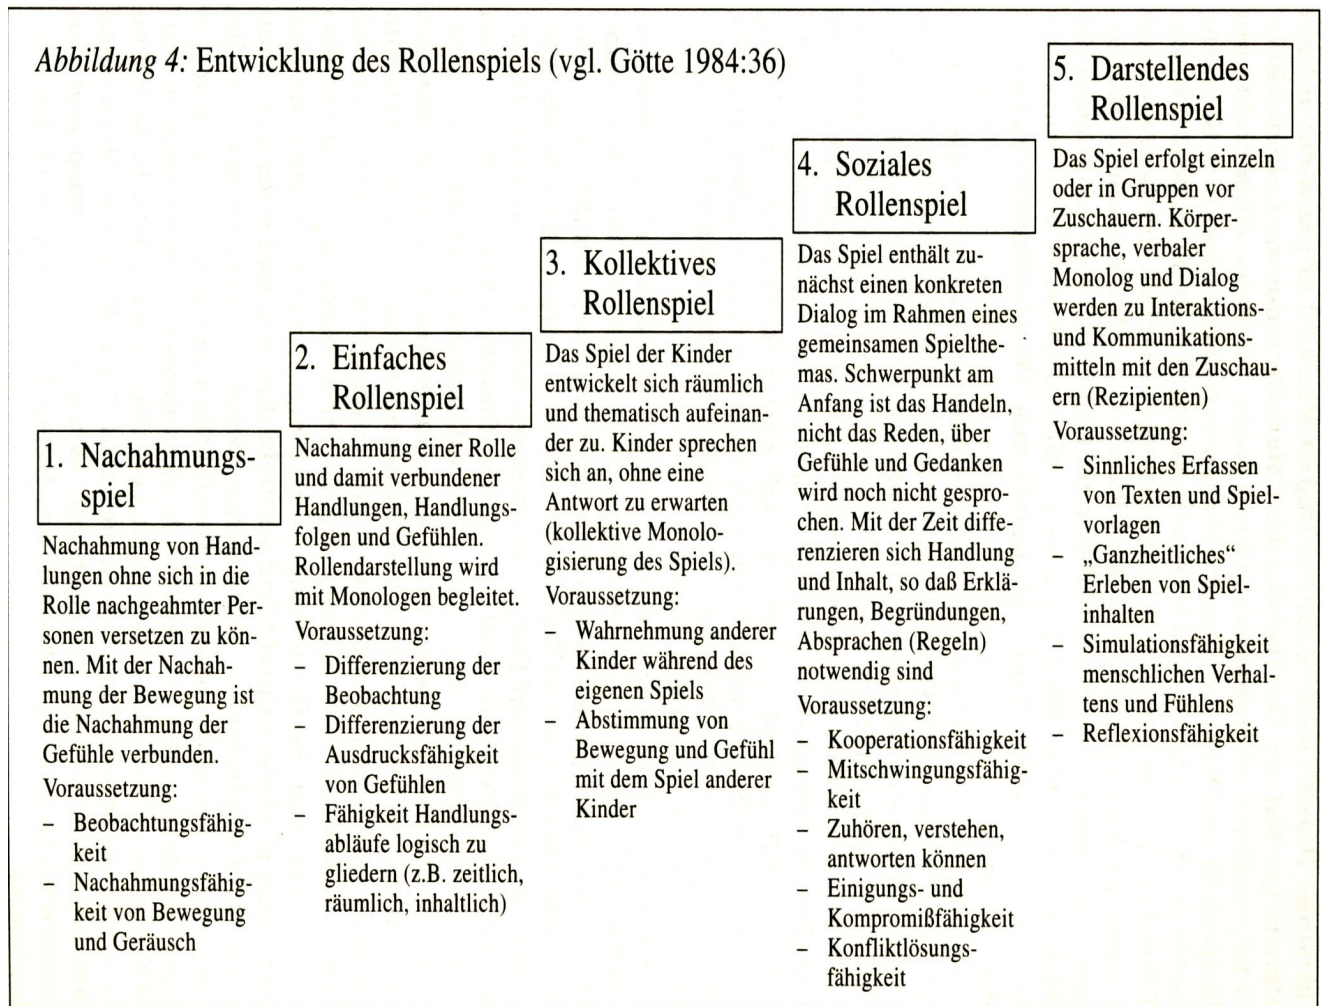 Abbildung 4: Entwicklung des Rollenspiels (vgl. Götte 1984:36)
1. Nachahmungs-
spiel
Nachahmung von Hand-
lungen ohne sich in die
Rolle nachgeahmter Per-
sonen versetzen zu kön-
nen. Mit der Nachah-
mung der Bewegung ist
die Nachahmung der
Gefühle verbunden.
Voraussetzung:
– Beobachtungsfähig-
keit
– Nachahmungsfähig-
keit von Bewegung
und Geräusch
2. Einfaches
Rollenspiel
Nachahmung einer Rolle
und damit verbundener
Handlungen, Handlungs-
folgen und Gefühlen.
Rollendarstellung wird
mit Monologen begleitet.
Voraussetzung:
– Differenzierung der
Beobachtung
– Differenzierung der
Ausdrucksfähigkeit
von Gefühlen
– Fähigkeit Handlungs-
abläufe logisch zu
gliedern (z.B. zeitlich,
räumlich, inhaltlich)
3. Kollektives
Rollenspiel
Das Spiel der Kinder
entwickelt sich räumlich
und thematisch aufeinan-
der zu. Kinder sprechen
sich an, ohne eine
Antwort zu erwarten
(kollektive Monolo-
gisierung des Spiels).
Voraussetzung:
– Wahrnehmung anderer
Kinder während des
eigenen Spiels
– Abstimmung von
Bewegung und Gefühl
mit dem Spiel anderer
Kinder
4. Soziales
Rollenspiel
Das Spiel enthält zu-
nächst einen konkreten
Dialog im Rahmen eines
gemeinsamen Spielthe-
mas. Schwerpunkt am
Anfang ist das Handeln,
nicht das Reden, über
Gefühle und Gedanken
wird noch nicht gespro-
chen. Mit der Zeit diffe-
renzieren sich Handlung
und Inhalt, so daß Erklä-
rungen, Begründungen,
Absprachen (Regeln)
notwendig sind
Voraussetzung:
– Kooperationsfähigkeit
– Mitschwingungsfähig-
keit
– Zuhören, verstehen,
antworten können
– Einigungs- und
Kompromißfähigkeit
– Konfliktlösungs-
fähigkeit
5. Darstellendes
Rollenspiel
Das Spiel erfolgt einzeln
oder in Gruppen vor
Zuschauern. Körper-
sprache, verbaler
Monolog und Dialog
werden zu Interaktions-
und Kommunikations-
mitteln mit den Zuschau-
ern (Rezipienten)
Voraussetzung:
– Sinnliches Erfassen
von Texten und Spiel-
vorlagen
– „Ganzheitliches“
Erleben von Spiel-
inhalten
– Simulationsfähigkeit
menschlichen Verhal-
tens und Fühlens
– Reflexionsfähigkeit